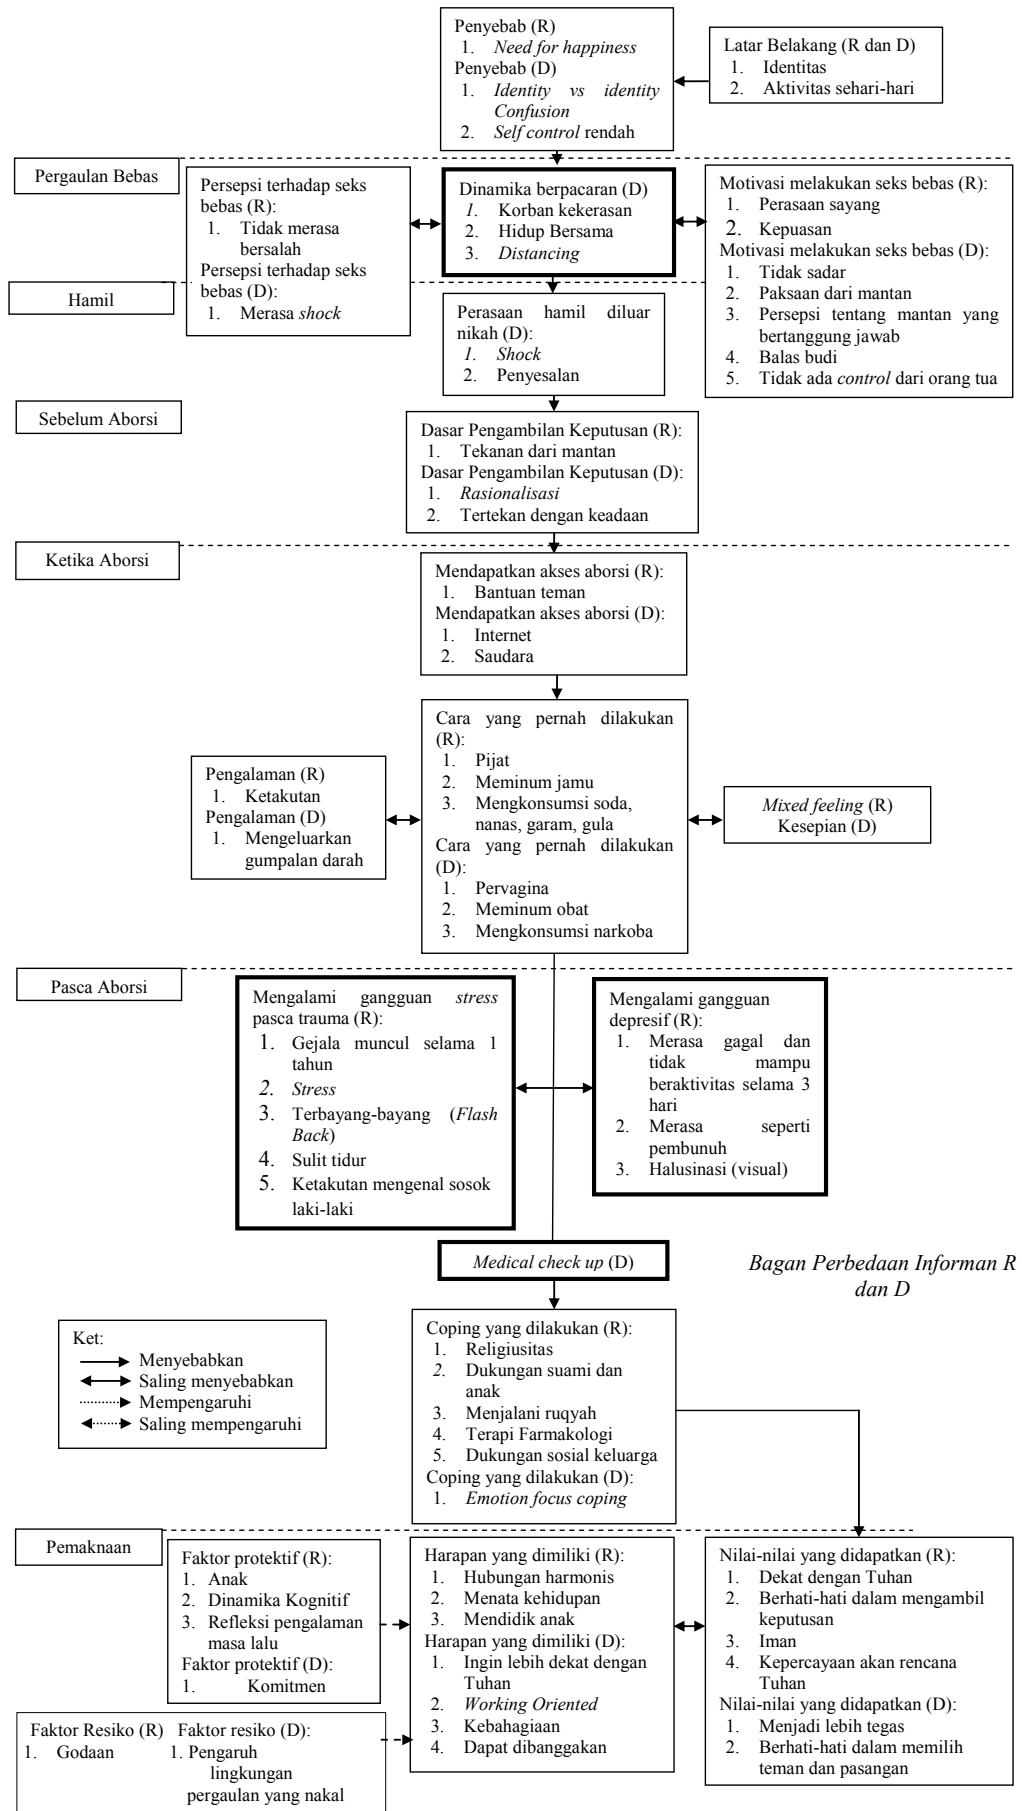 Penyebab (R)
1. Need for happiness
Penyebab (D)
1. Identity vs identity
Confusion
2. Self control rendah
Latar Belakang (R dan D)
1. Identitas
2. Aktivitas sehari-hari
Pergaulan Bebas
Persepsi terhadap seks
bebas (R):
1. Tidak merasa
bersalah
Persepsi terhadap seks
bebas (D):
1. Merasa shock
Dinamika berpacaran (D)
1. Korban kekerasan
2. Hidup Bersama
3. Distancing
Motivasi melakukan seks bebas (R):
1. Perasaan sayang
2. Kepuasan
Motivasi melakukan seks bebas (D):
1. Tidak sadar
2. Paksaan dari mantan
3. Persepsi tentang mantan yang
bertanggung jawab
4. Balas budi
5. Tidak ada control dari orang tua
Hamil
Perasaan hamil diluar
nikah (D):
1. Shock
2. Penyesalan
Sebelum Aborsi
Dasar Pengambilan Keputusan (R):
1. Tekanan dari mantan
Dasar Pengambilan Keputusan (D):
1. Rasionalisasi
2. Tertekan dengan keadaan
Ketika Aborsi
Mendapatkan akses aborsi (R):
1. Bantuan teman
Mendapatkan akses aborsi (D):
1. Internet
2. Saudara
Pengalaman (R)
1. Ketakutan
Pengalaman (D)
1. Mengeluarkan
gumpalan darah
Cara yang pernah dilakukan
(R):
1. Pijat
2. Meminum jamu
3. Mengkonsumsi soda,
nanas, garam, gula
Cara yang pernah dilakukan
(D):
1. Pervagina
2. Meminum obat
3. Mengkonsumsi narkoba
Mixed feeling (R)
Kesepian (D)
Pasca Aborsi
Mengalami gangguan stress
pasca trauma (R):
1. Gejala muncul selama 1
tahun
2. Stress
3. Terbayang-bayang (Flash
Back)
4. Sulit tidur
5. Ketakutan mengenal sosok
laki-laki
Mengalami gangguan
depresif (R):
1. Merasa gagal dan
tidak mampu
beraktivitas selama 3
hari
2. Merasa seperti
pembunuh
3. Halusinasi (visual)
Medical check up (D)
Bagan Perbedaan Informan R
dan D
Ket:
Menyebabkan
Saling menyebabkan
Mempengaruhi
Saling mempengaruhi
Coping yang dilakukan (R):
1. Religiusitas
2. Dukungan suami dan
anak
3. Menjalani ruqyah
4. Terapi Farmakologi
5. Dukungan sosial keluarga
Coping yang dilakukan (D):
1. Emotion focus coping
Pemaknaan
Faktor protektif (R):
1. Anak
2. Dinamika Kognitif
3. Refleksi pengalaman
masa lalu
Faktor protektif (D):
1. Komitmen
Harapan yang dimiliki (R):
1. Hubungan harmonis
2. Menata kehidupan
3. Mendidik anak
Harapan yang dimiliki (D):
1. Ingin lebih dekat dengan
Tuhan
2. Working Oriented
3. Kebahagiaan
4. Dapat dibanggakan
Nilai-nilai yang didapatkan (R):
1. Dekat dengan Tuhan
2. Berhati-hati dalam mengambil
keputusan
3. Iman
4. Kepercayaan akan rencana
Tuhan
Nilai-nilai yang didapatkan (D):
1. Menjadi lebih tegas
2. Berhati-hati dalam memilih
teman dan pasangan
Faktor Resiko (R)
1. Godaan
Faktor resiko (D):
1. Pengaruh
lingkungan
pergaulan yang nakal